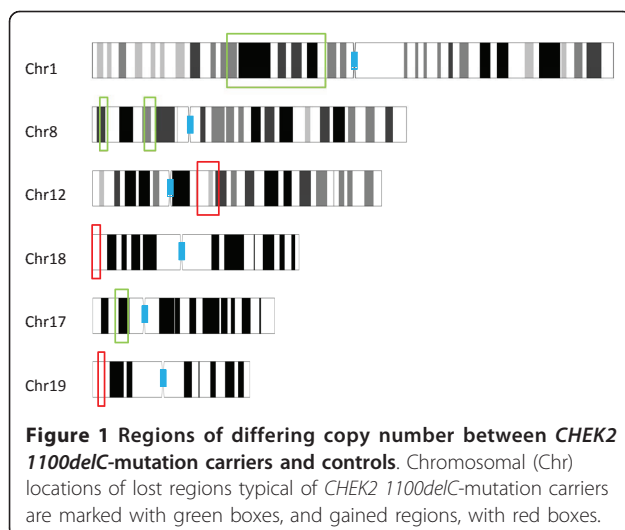 Chr1
Chr8
Chr12
Chr18
Chr17
Chr19
Figure 1 Regions of differing copy number between CHEK2
1100delC-mutation carriers and controls. Chromosomal (Chr)
locations of lost regions typical of CHEK2 1100delC-mutation carriers
are marked with green boxes, and gained regions, with red boxes.